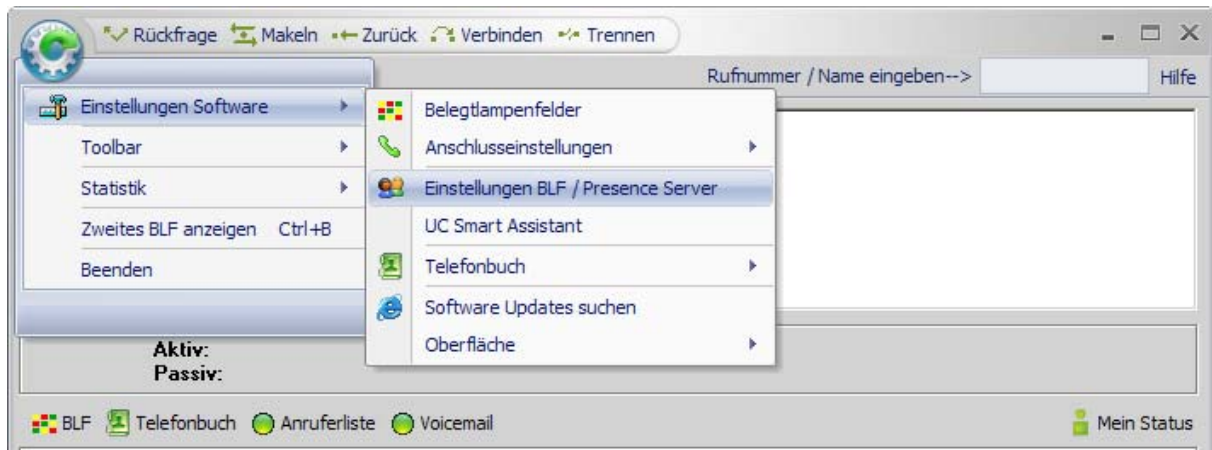 Rückfrage Makeln Zurück Verbinden Trennen
Rufnummer / Name eingeben--> Hilfe
Einstellungen Software
Toolbar
Statistik
Zweites BLF anzeigen Ctrl+B
Beenden
Belegtlampenfelder
Anschlusseinstellungen
Einstellungen BLF / Presence Server
UC Smart Assistant
Telefonbuch
Software Updates suchen
Oberfläche
Aktiv:
Passiv:
BLF Telefonbuch Anruferliste Voicemail Mein Status